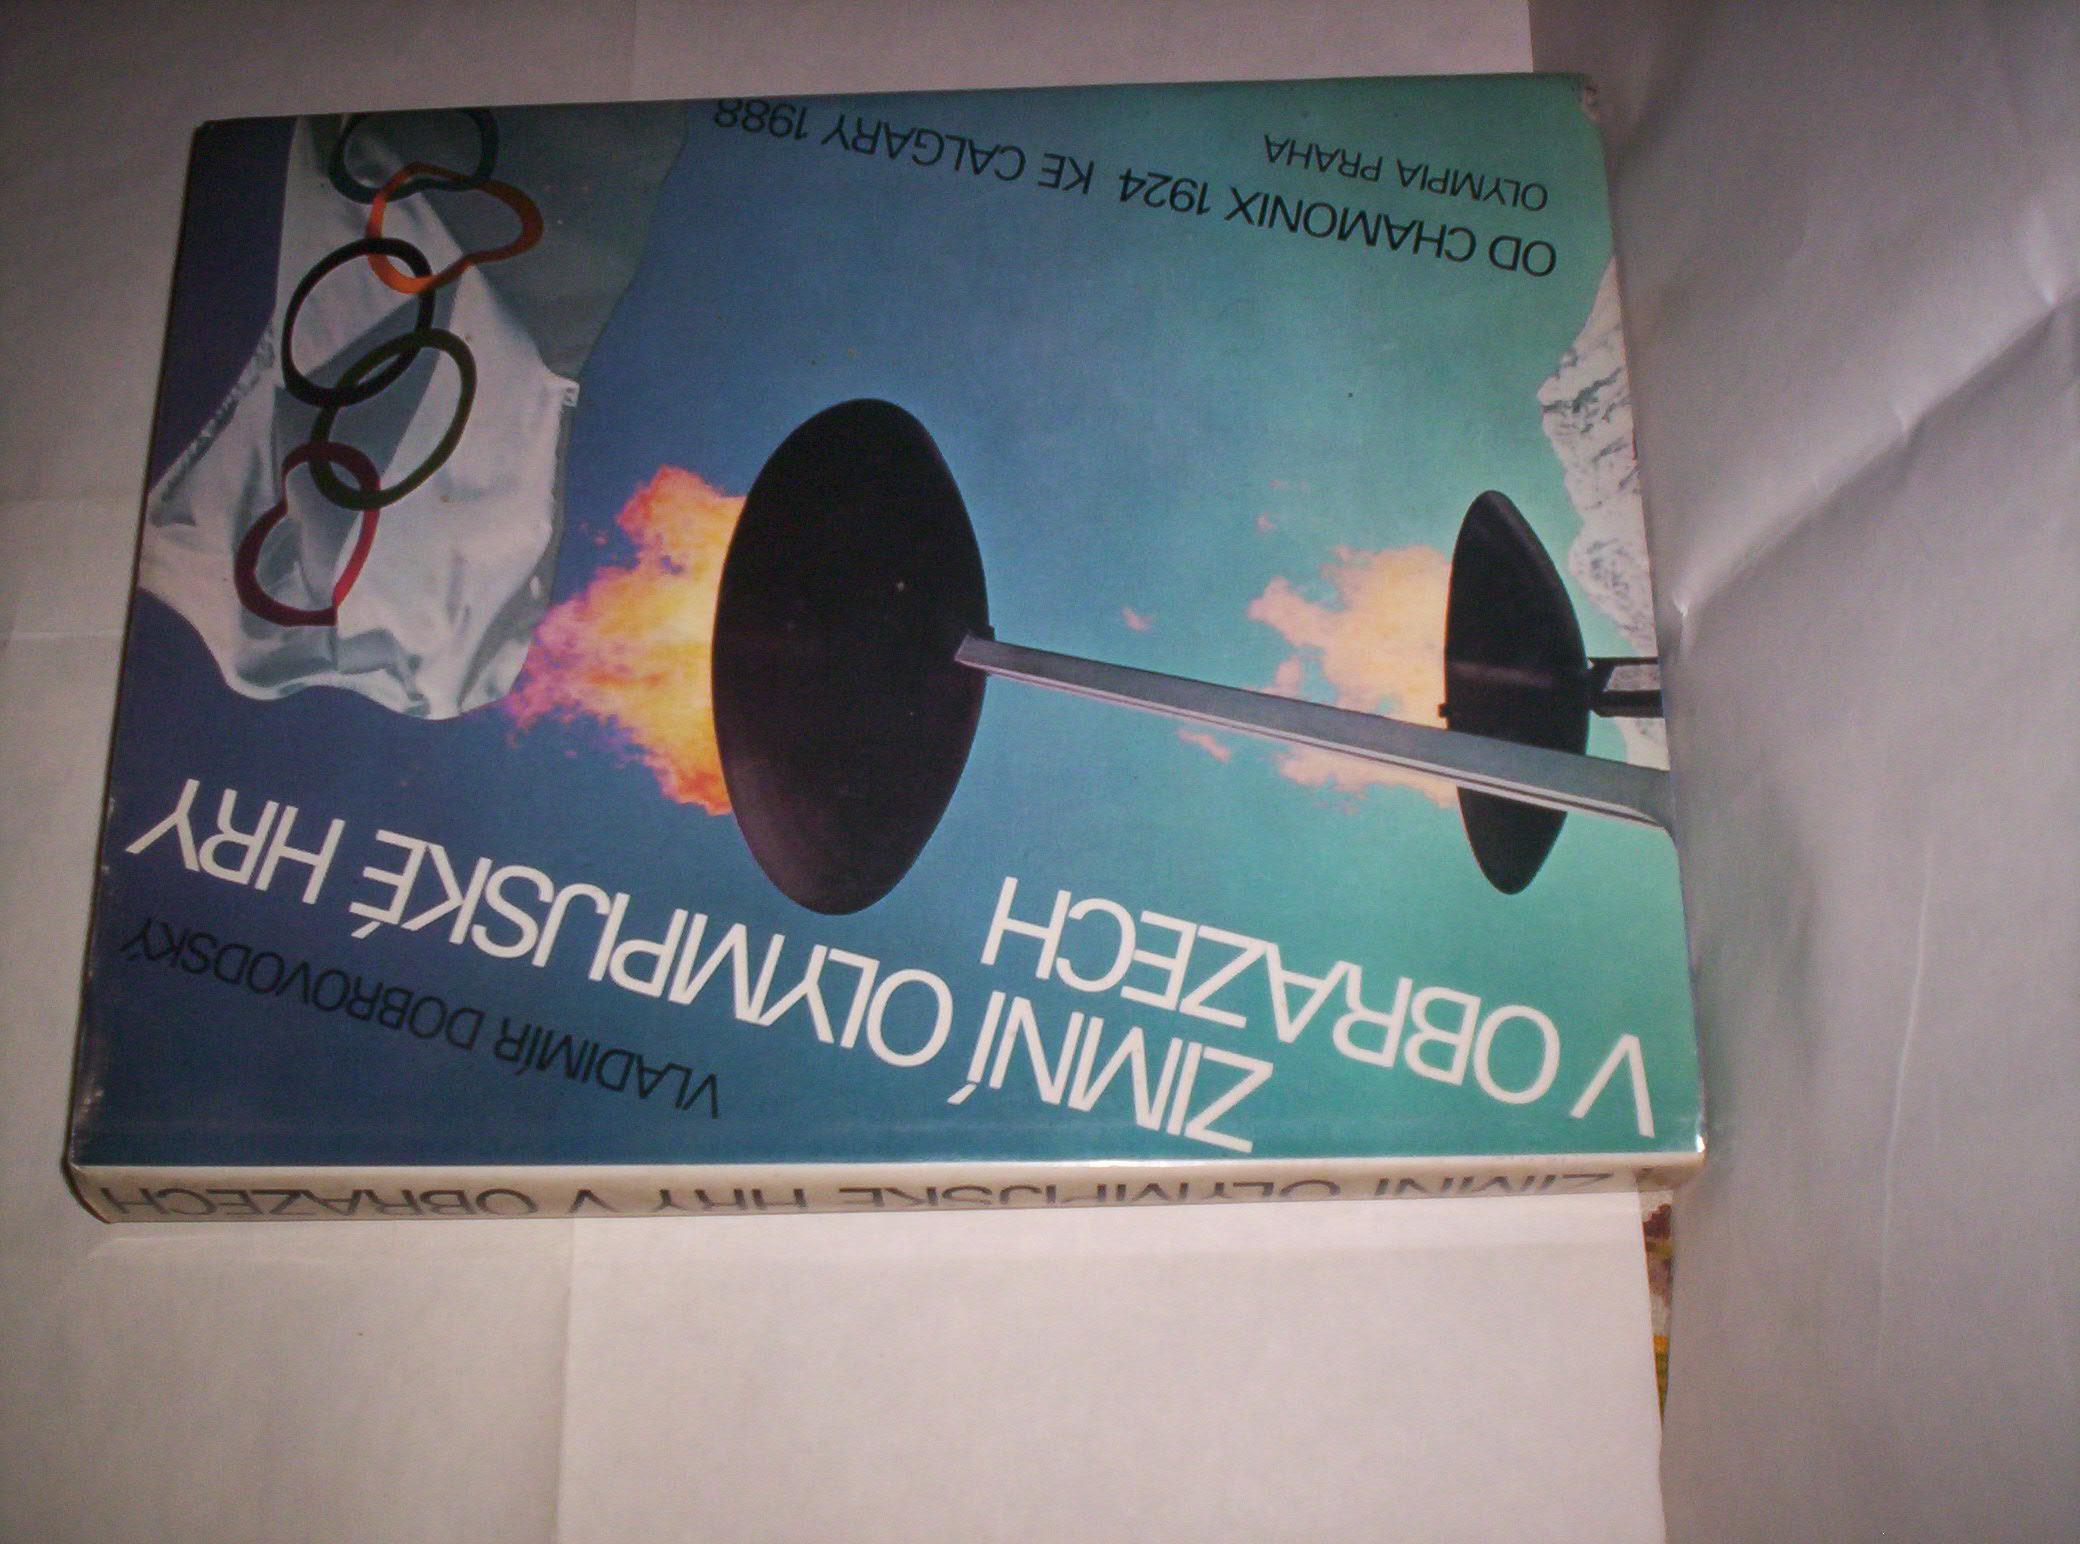 VLADIMÍR DOBROVODSKÝ
ZIMNÍ OLYMPIJSKÉ HRY
V OBRAZECH
OD CHAMONIX 1924 KE CALGARY 1988
OLYMPIA PRAHA
ZIMNÍ OLYMPIJSKÉ HRY V OBRAZECH